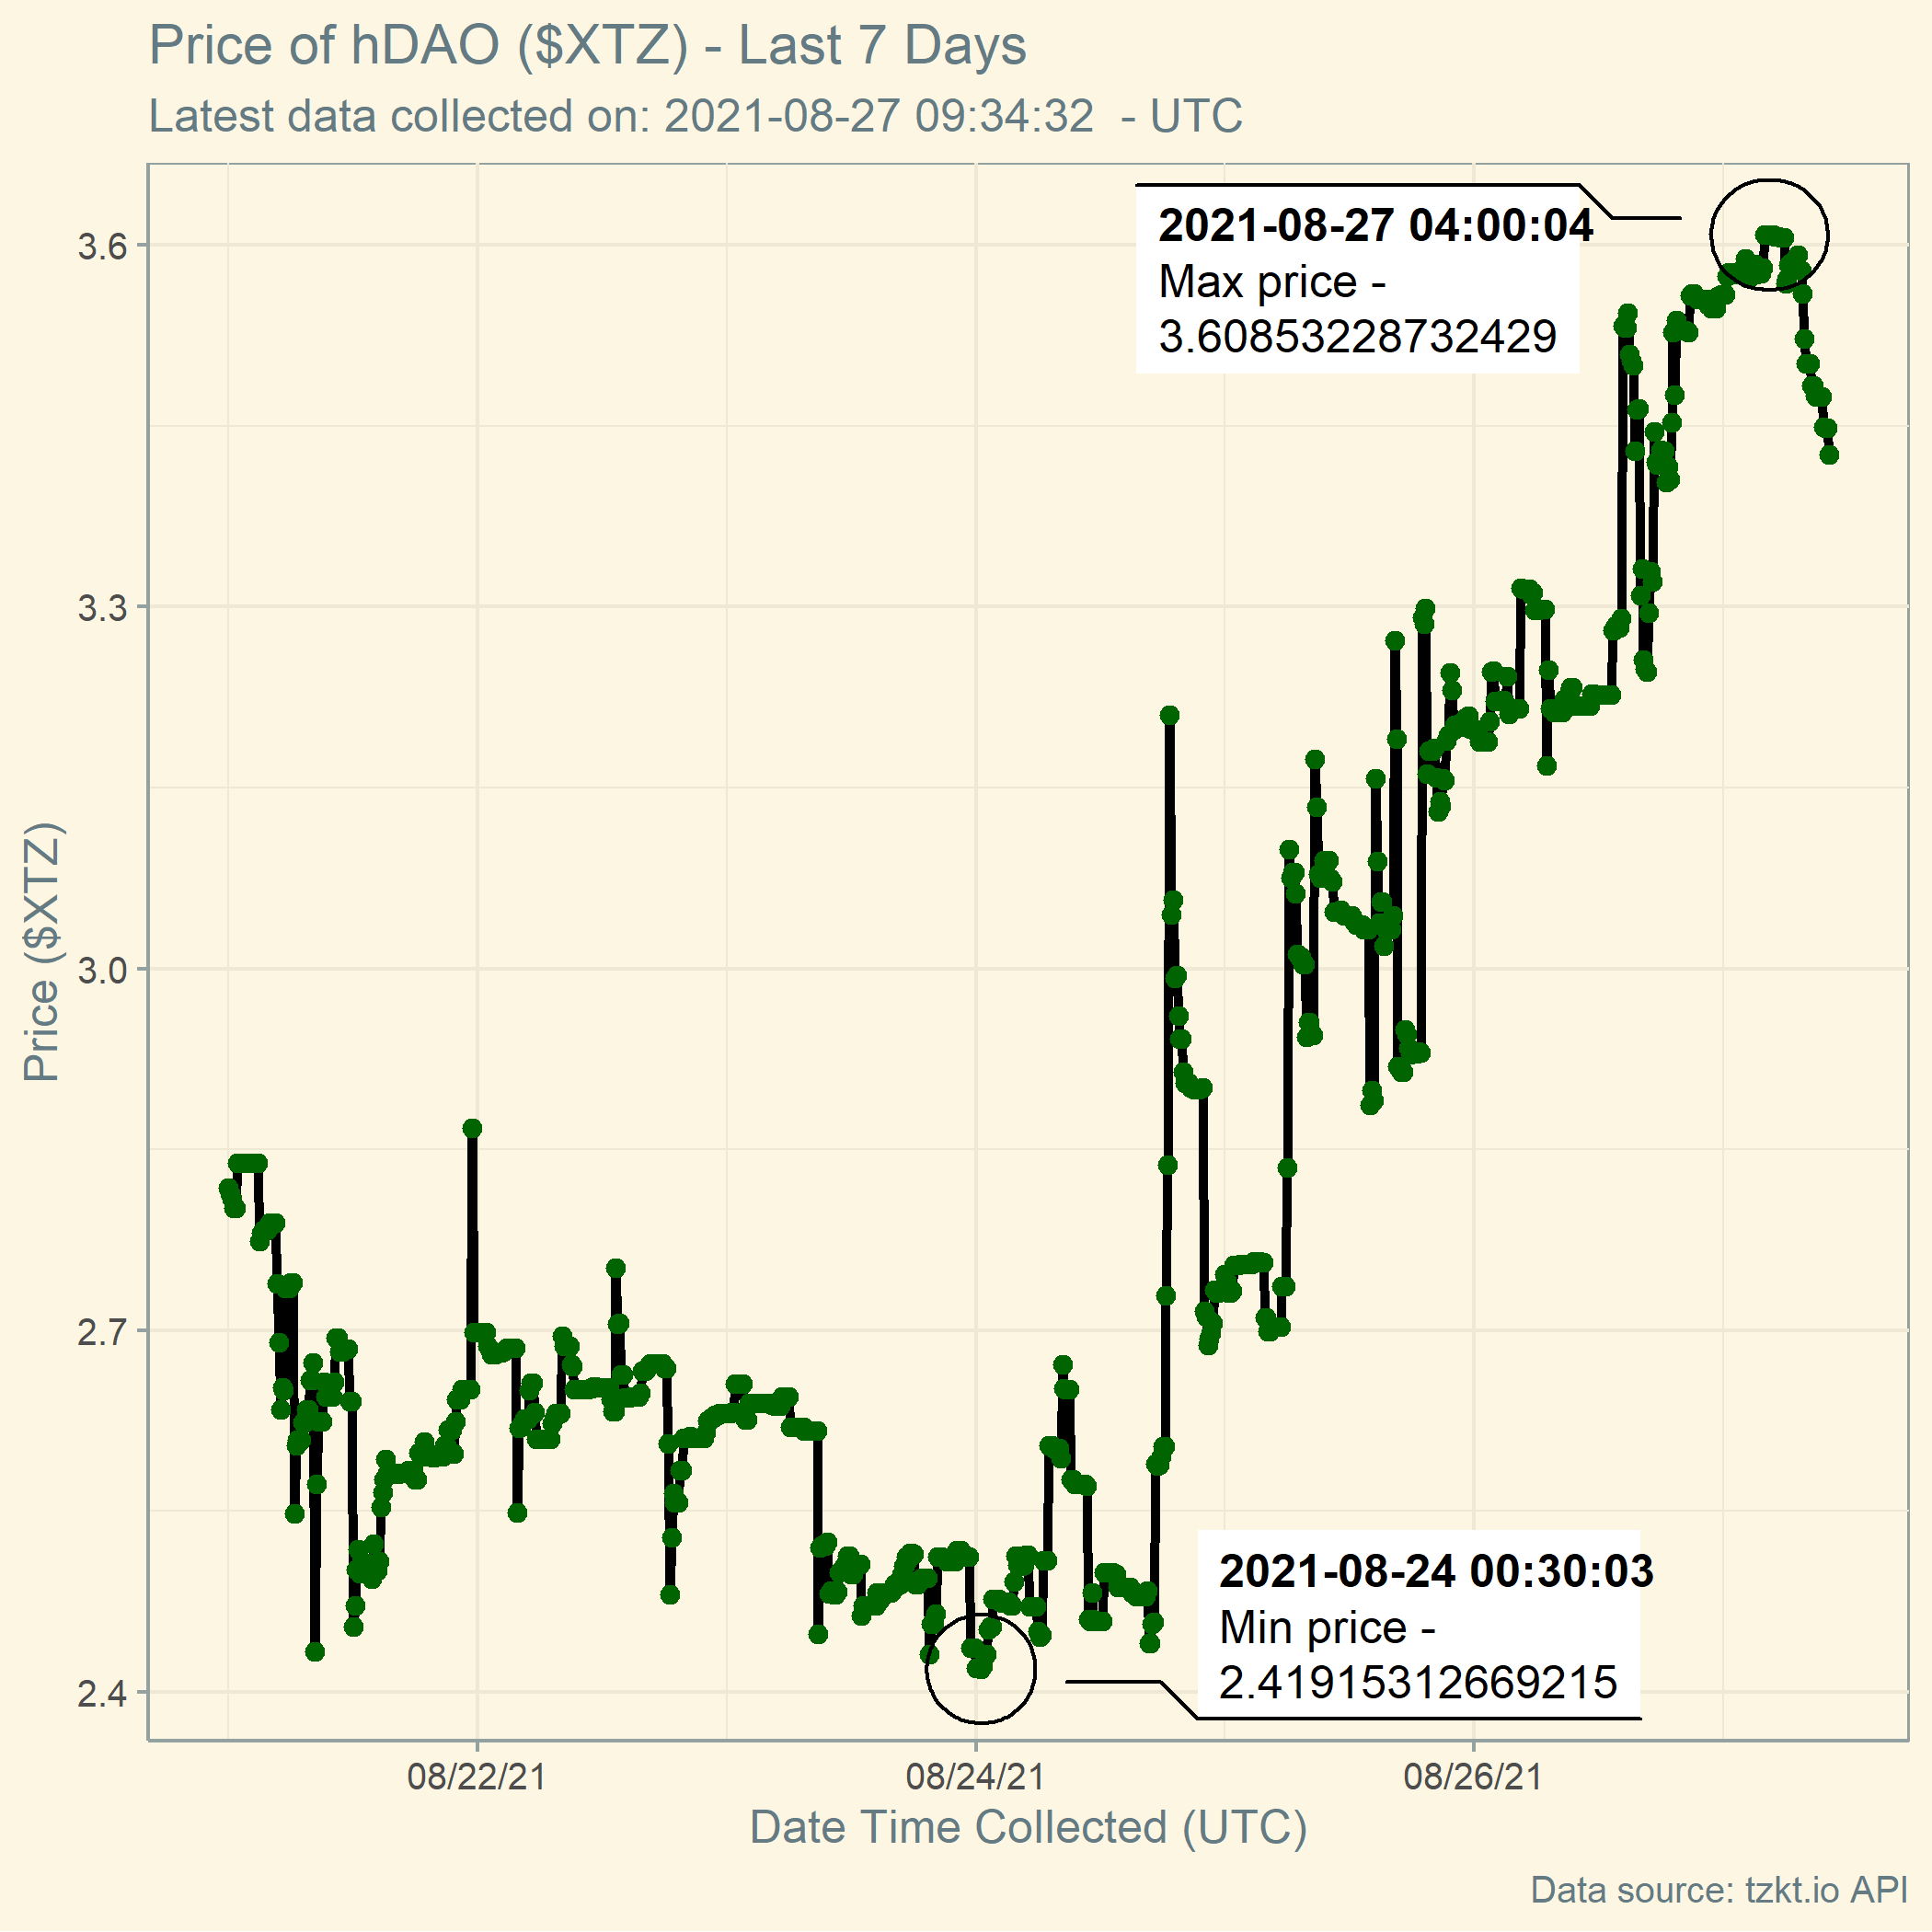 Price of hDAO ($XTZ) - Last 7 Days
Latest data collected on: 2021-08-27 09:34:32  - UTC
2021-08-27 04:00:04
Max price -
3.60853228732429
3.6
3.3
3.0
2.7
2.4
Price ($XTZ)
2021-08-24 00:30:03
Min price -
2.41915312669215
08/22/21
08/24/21
08/26/21
Date Time Collected (UTC)
Data source: tzkt.io API